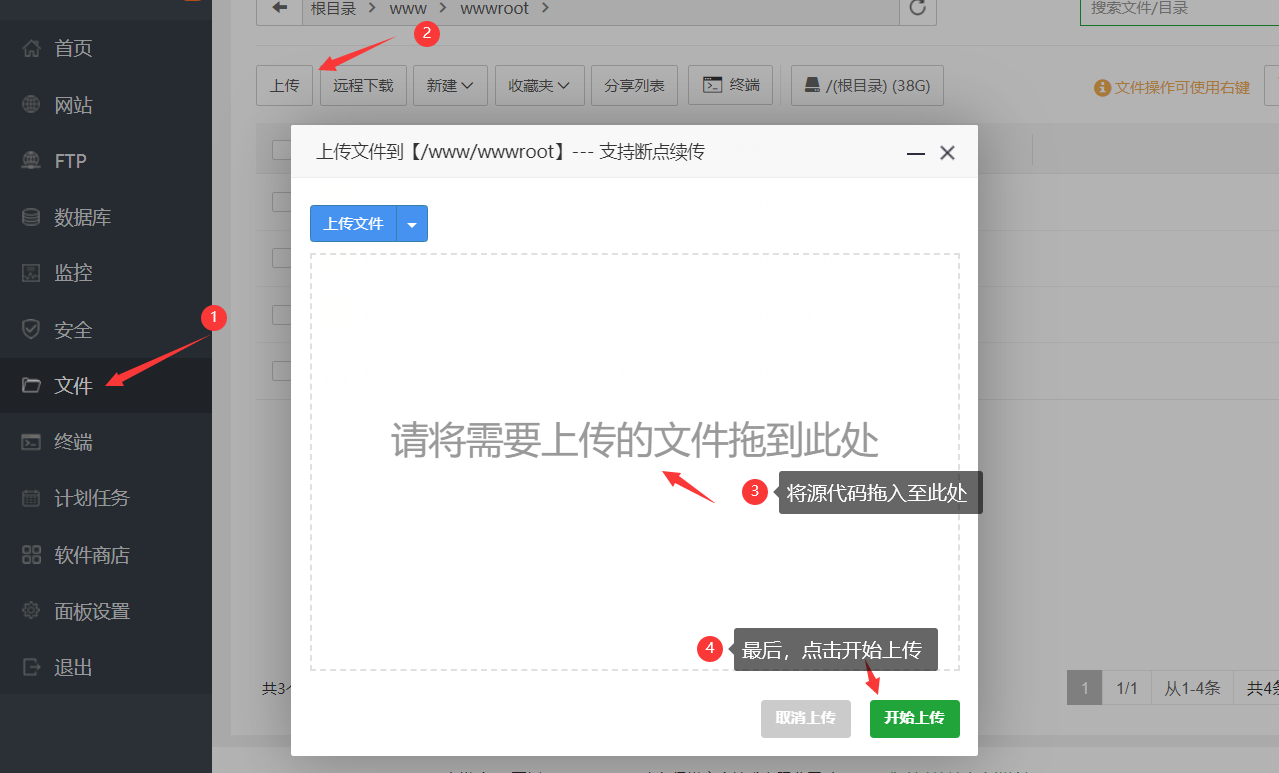 根目录 > www > wwwroot >
搜索文件/目录
2
首页
网站
FTP
数据库
监控
安全
文件
终端
计划任务
软件商店
面板设置
退出
1
上传
远程下载
新建
收藏夹
分享列表
终端
/(根目录) (38G)
文件操作可使用右键
上传文件到【/www/wwwroot】--- 支持断点续传
上传文件
请将需要上传的文件拖到此处
3
将源代码拖入至此处
4
最后，点击开始上传
取消上传
开始上传
共3
1
1/1
从1-4条
共4条